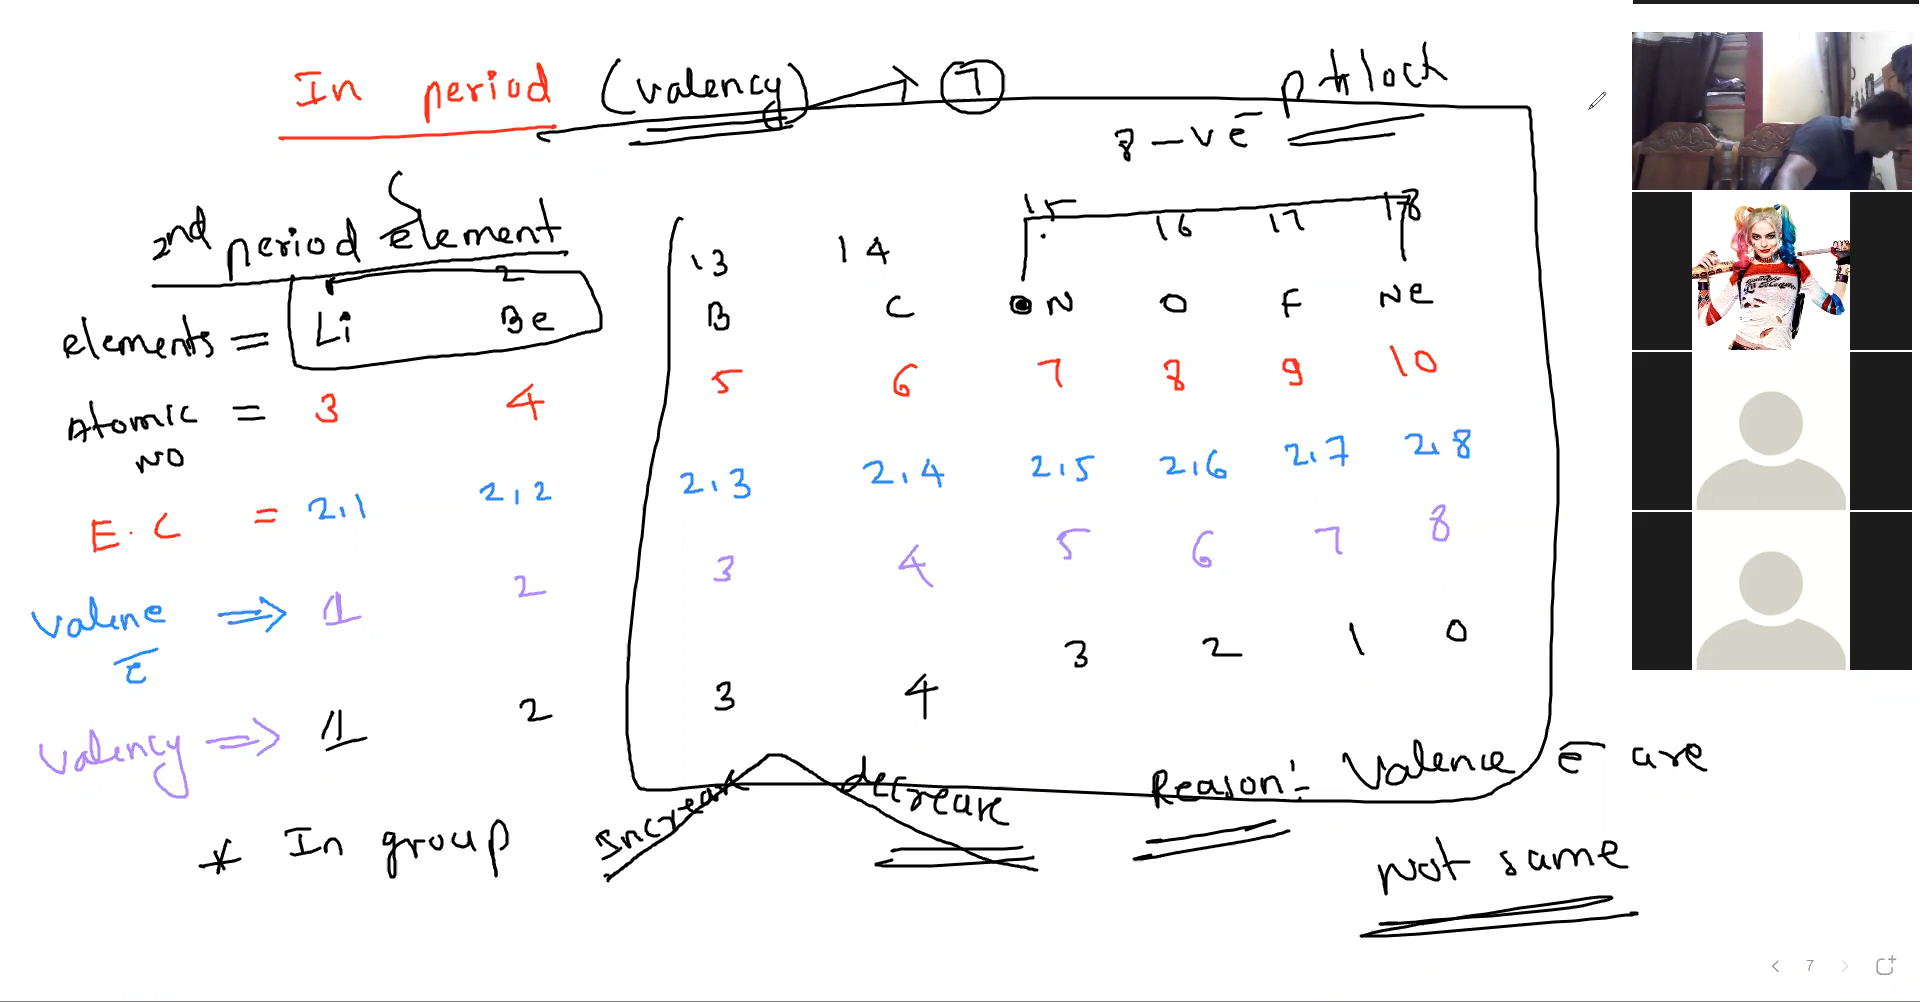 In period (valency) → 7 p block
8 - ve̅
2nd period element
2 13 14 15 16 17 18
elements = Li Be B C N O F Ne
Atomic No = 3 4 5 6 7 8 9 10
E.C = 2,1 2,2 2,3 2,4 2,5 2,6 2,7 2,8
Valene e̅ ⇒ 1 2 3 4 5 6 7 8
Valency ⇒ 1 2 3 4 3 2 1 0
Increase decrease Reason:- Valence e̅ are
* In group
Not same
7